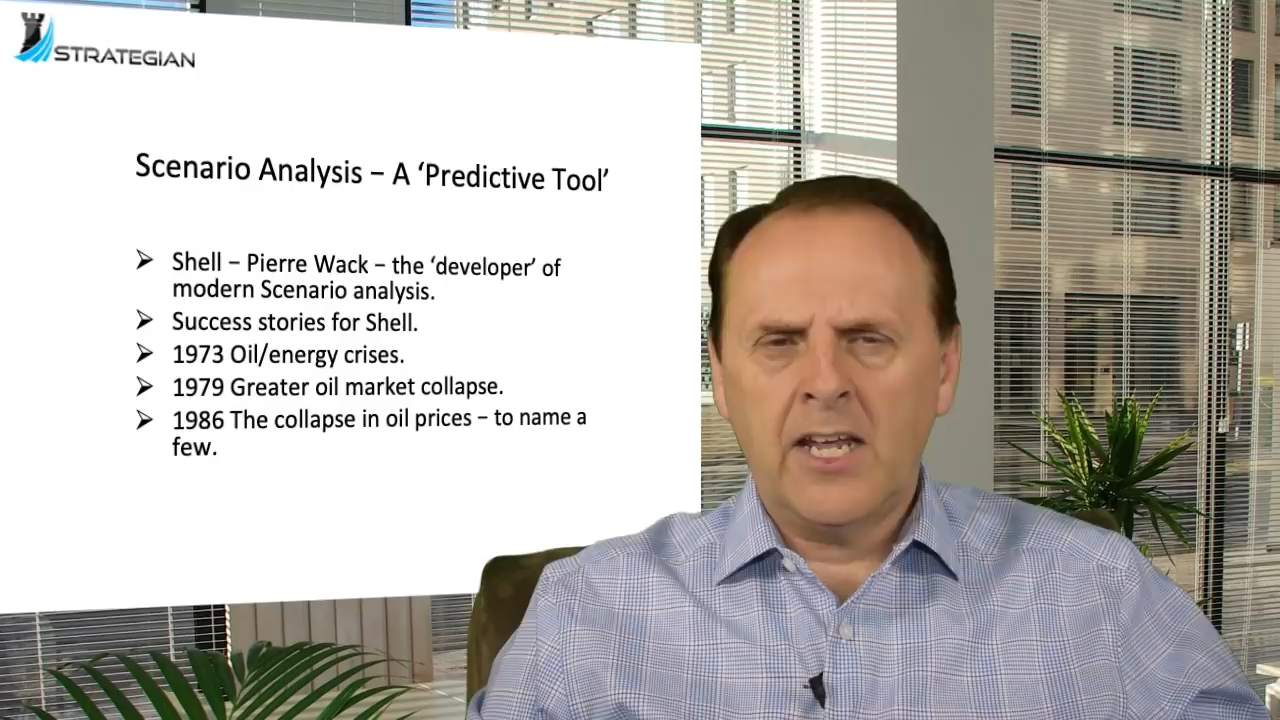 STRATEGIAN
Scenario Analysis – A ‘Predictive Tool’
Shell – Pierre Wack – the ‘developer’ of
modern Scenario analysis.
Success stories for Shell.
1973 Oil/energy crises.
1979 Greater oil market collapse.
1986 The collapse in oil prices – to name a
few.